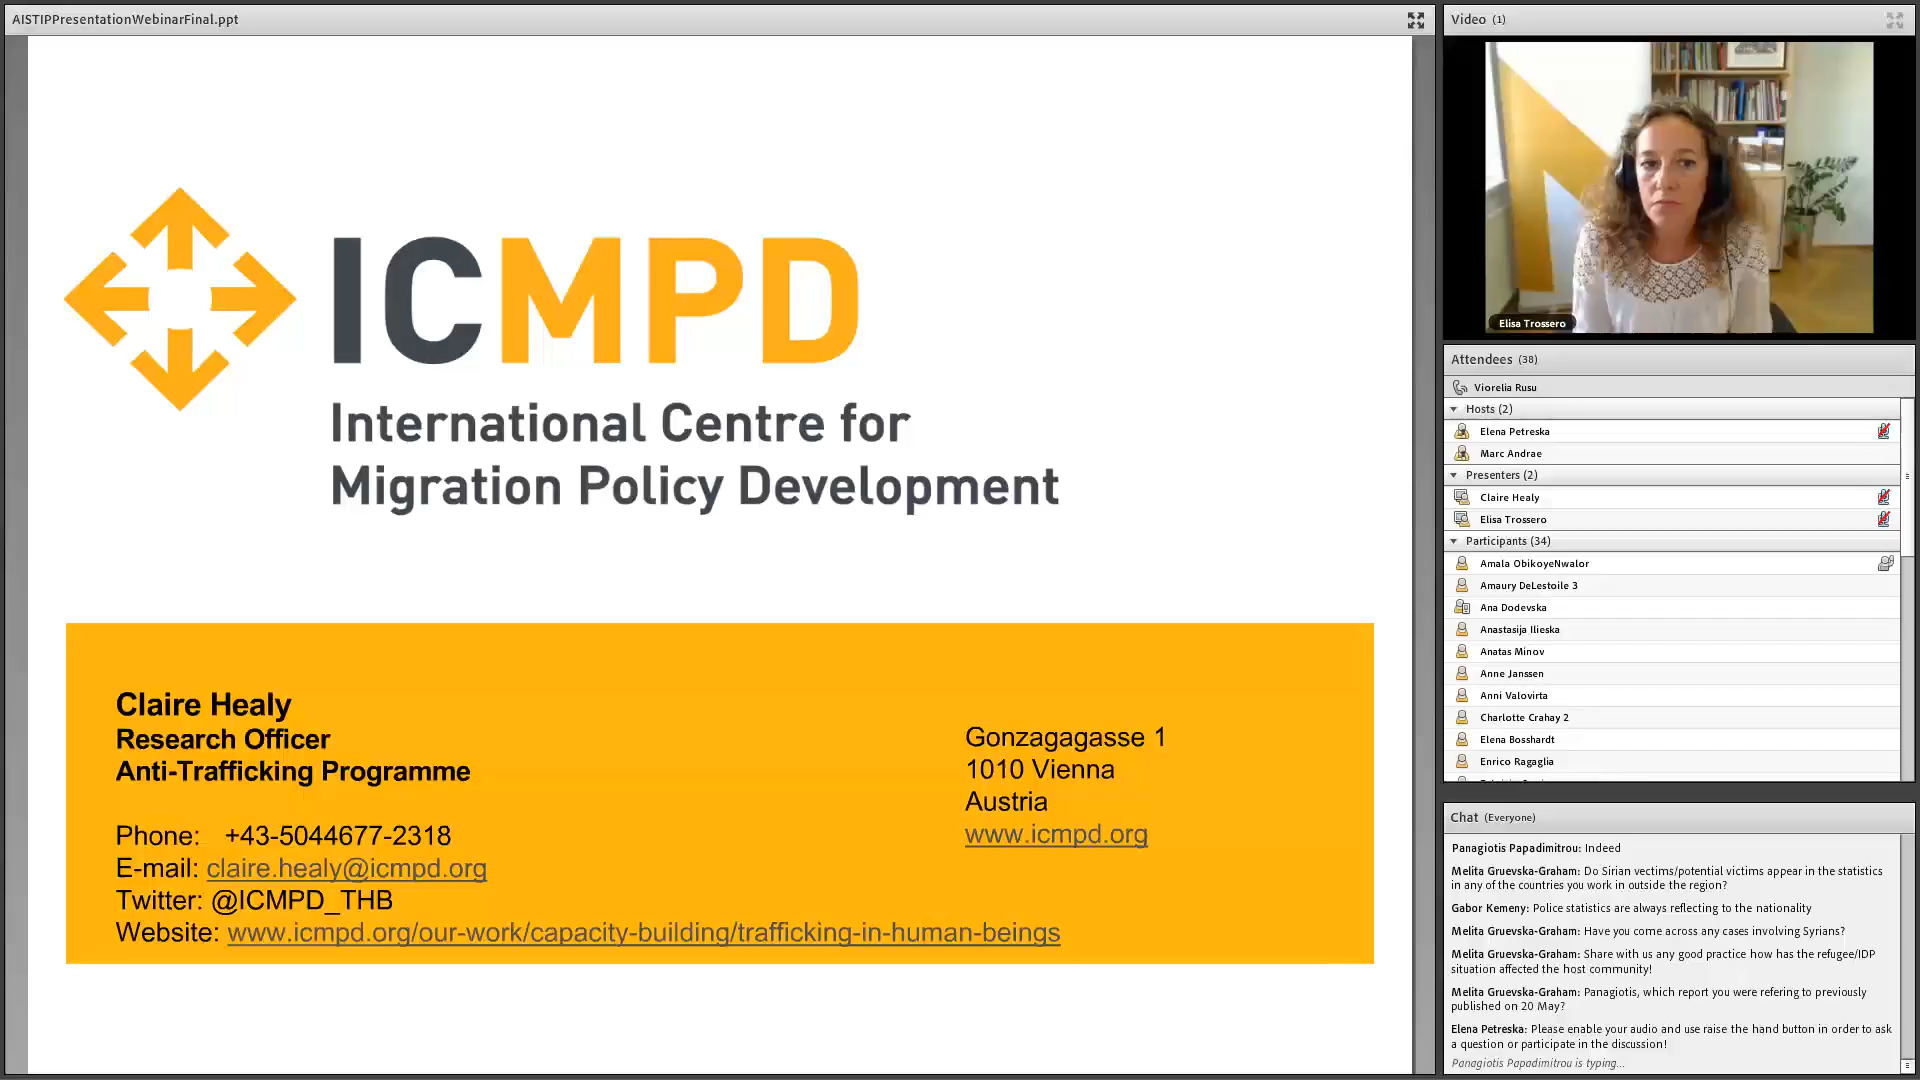 AISTIPPresentationWebinarFinal.ppt
ICMPD
International Centre for
Migration Policy Development
Claire Healy
Research Officer
Anti-Trafficking Programme
Phone: +43-5044677-2318
E-mail: claire.healy@icmpd.org
Twitter: @ICMPD_THB
Website: www.icmpd.org/our-work/capacity-building/trafficking-in-human-beings
Gonzagagasse 1
1010 Vienna
Austria
www.icmpd.org
Video (1)
Elisa Trossero
Attendees (38)
Viorelia Rusu
Hosts (2)
Elena Petreska
Marc Andrae
Presenters (2)
Claire Healy
Elisa Trossero
Participants (34)
Amala ObikoyeNwalor
Amaury DeLestoile 3
Ana Dodevska
Anastasija Ilieska
Anatas Minov
Anne Janssen
Anni Valovirta
Charlotte Crahay 2
Elena Bosshardt
Enrico Ragaglia
Chat (Everyone)
Panagiotis Papadimitrou: Indeed
Melita Gruevska-Graham: Do Sirian vectims/potential victims appear in the statistics
in any of the countries you work in outside the region?
Gabor Kemeny: Police statistics are always reflecting to the nationality
Melita Gruevska-Graham: Have you come across any cases involving Syrians?
Melita Gruevska-Graham: Share with us any good practice how has the refugee/IDP
situation affected the host community!
Melita Gruevska-Graham: Panagiotis, which report you were refering to previously
published on 20 May?
Elena Petreska: Please enable your audio and use raise the hand button in order to ask
a question or participate in the discussion!
Panagiotis Papadimitrou is typing...